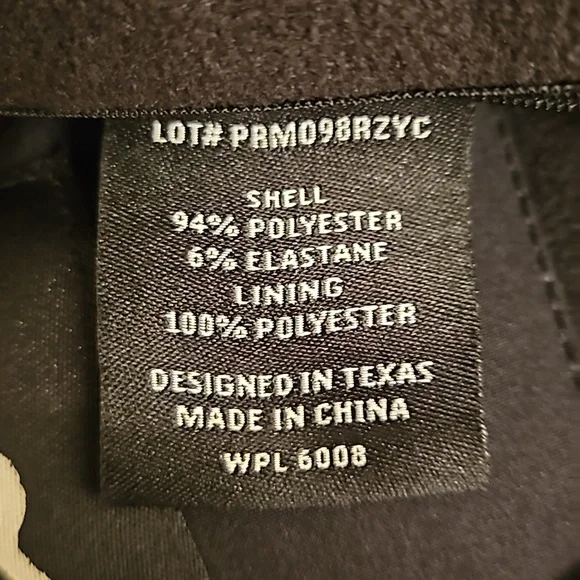 LOT# PRM098RZYC
SHELL
94% POLYESTER
6% ELASTANE
LINING
100% POLYESTER
DESIGNED IN TEXAS
MADE IN CHINA
WPL 6008